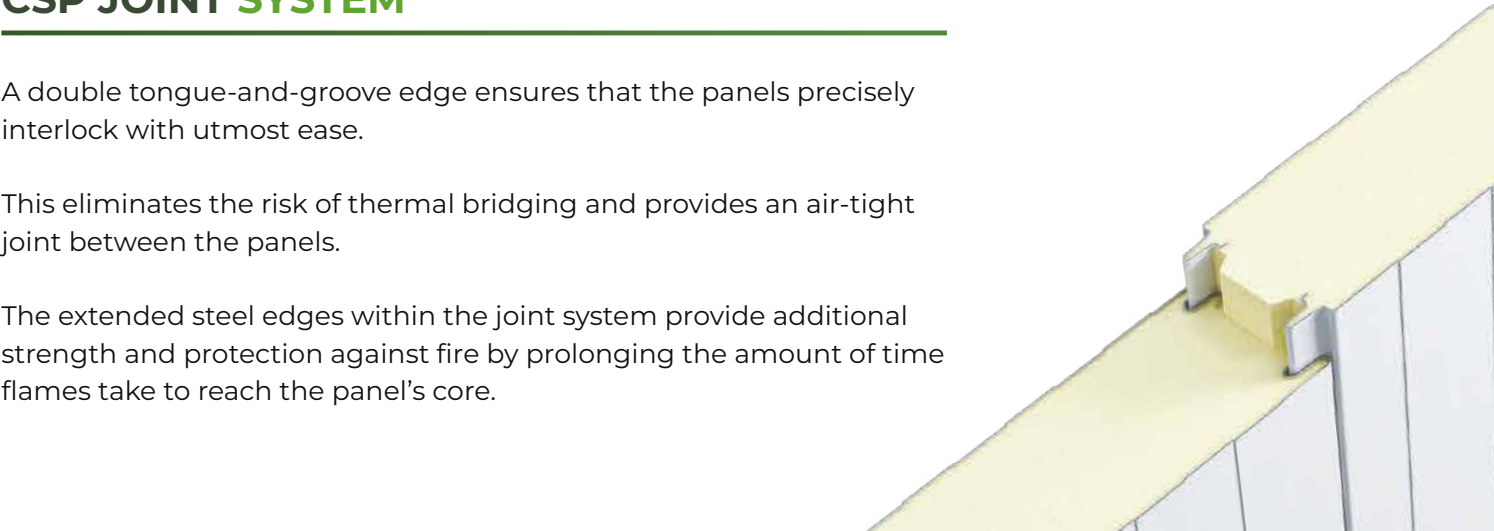 CSP JOINT SYSTEM
A double tongue-and-groove edge ensures that the panels precisely
interlock with utmost ease.
This eliminates the risk of thermal bridging and provides an air-tight
joint between the panels.
The extended steel edges within the joint system provide additional
strength and protection against fire by prolonging the amount of time
flames take to reach the panel's core.